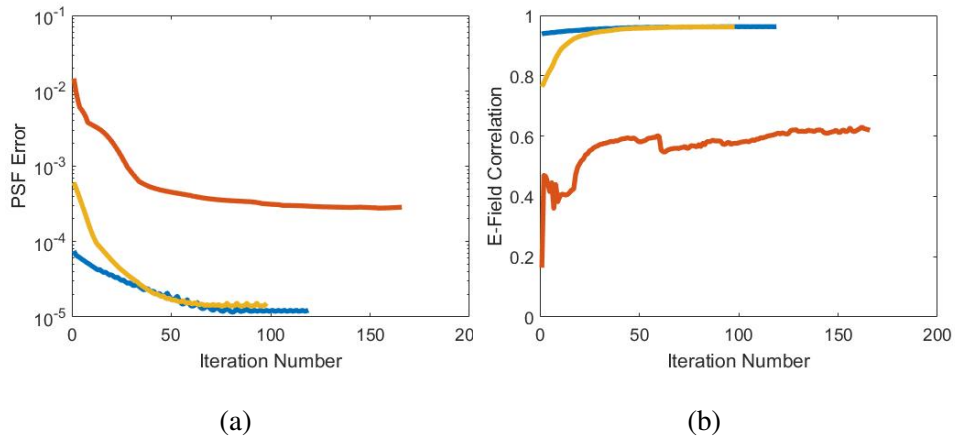 10^-1
10^-2
10^-3
10^-4
10^-5
PSF Error
0 50 100 150 20
Iteration Number
(a)
1
0.8
0.6
0.4
0.2
0
E-Field Correlation
0 50 100 150 200
Iteration Number
(b)